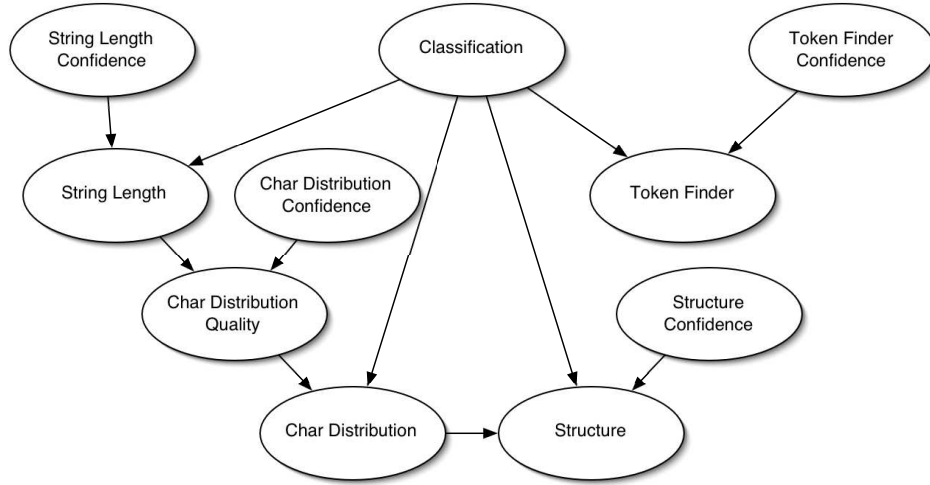 String Length
Confidence
Classification
Token Finder
Confidence
String Length
Char Distribution
Confidence
Token Finder
Char Distribution
Quality
Structure
Confidence
Char Distribution
Structure